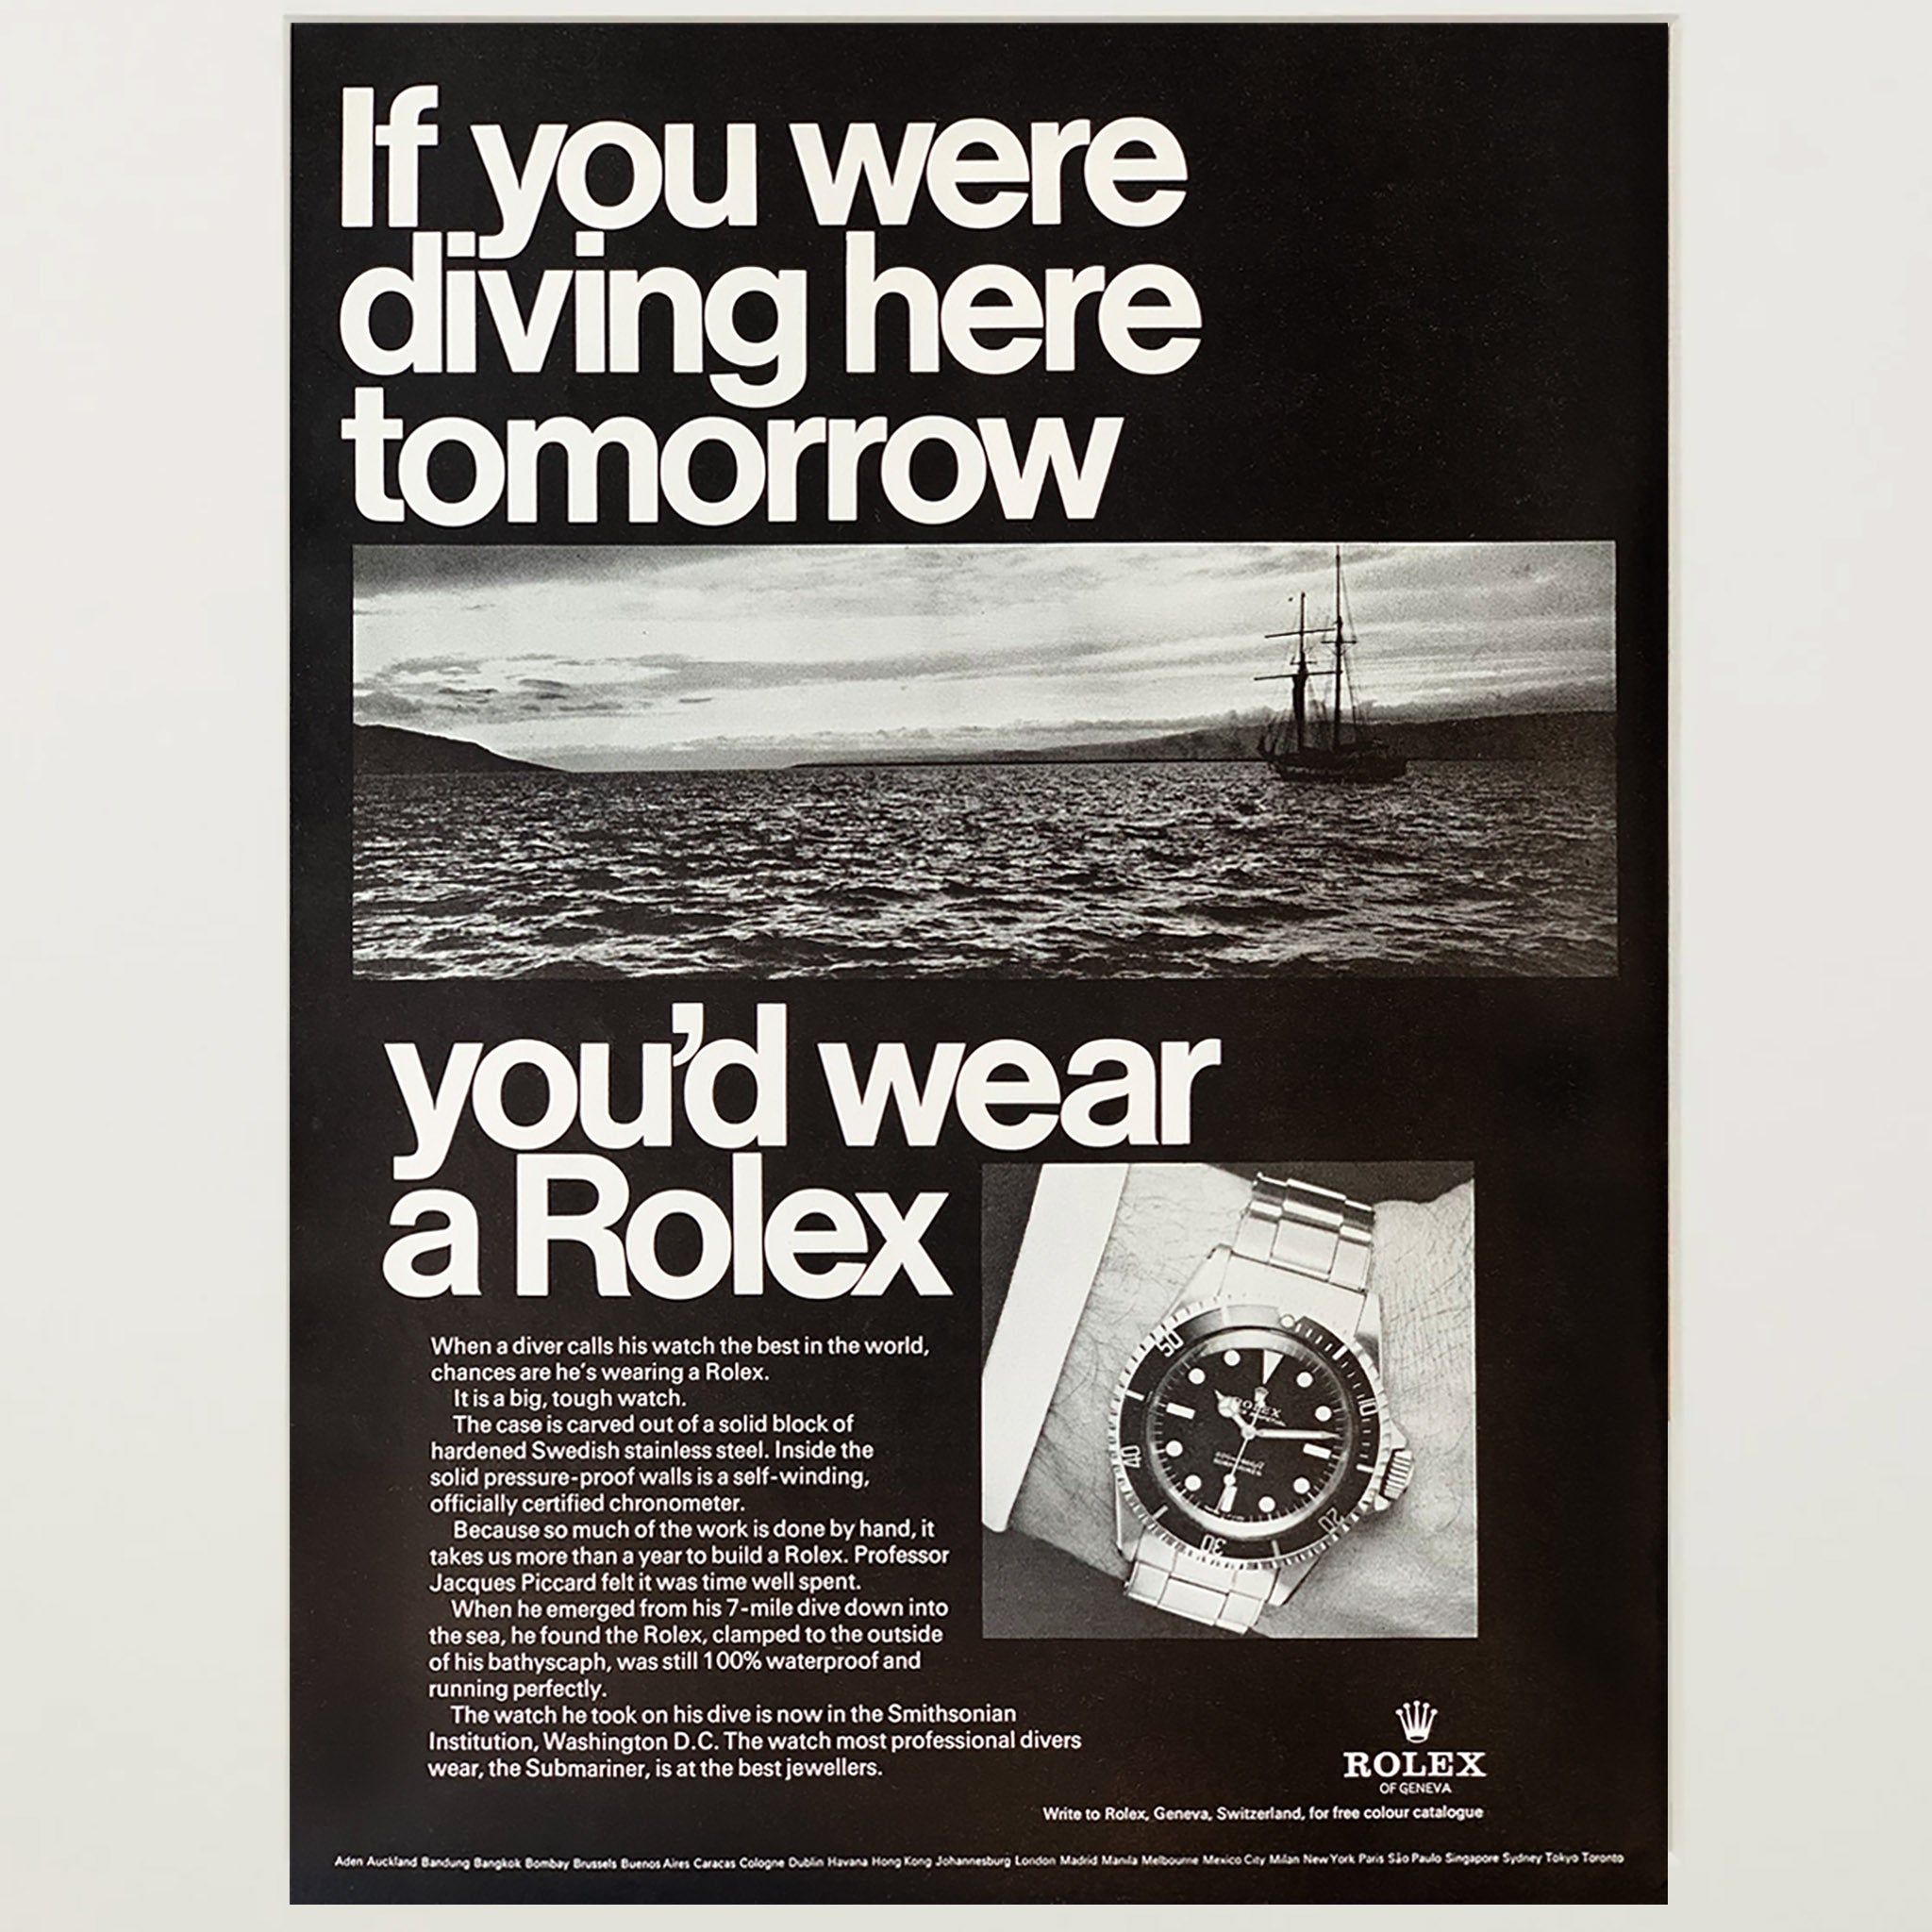 If you were
diving here
tomorrow
you'd wear
a Rolex
When a diver calls his watch the best in the world,
chances are he's wearing a Rolex.
It is a big, tough watch.
The case is carved out of a solid block of
hardened Swedish stainless steel. Inside the
solid pressure-proof walls is a self-winding,
officially certified chronometer.
Because so much of the work is done by hand, it
takes us more than a year to build a Rolex. Professor
Jacques Piccard felt it was time well spent.
When he emerged from his 7-mile dive down into
the sea, he found the Rolex, clamped to the outside
of his bathyscaph, was still 100% waterproof and
running perfectly.
The watch he took on his dive is now in the Smithsonian
Institution, Washington D.C. The watch most professional divers
wear, the Submariner, is at the best jewellers.
50
10
40
20
30
ROLEX
ROLEX
OF GENEVA
Write to Rolex, Geneva, Switzerland, for free colour catalogue
Aden Auckland Bandung Bangkok Bombay Brussels Buenos Aires Caracas Cologne Dublin Havana Hong Kong Johannesburg London Madrid Manila Melbourne Mexico City Milan New York Paris São Paulo Singapore Sydney Tokyo Toronto